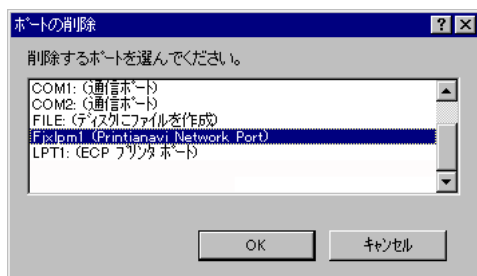 ﾎﾟｰﾄの削除
削除するﾎﾟｰﾄを選んでください。
COM1: (通信ﾎﾟｰﾄ)
COM2: (通信ﾎﾟｰﾄ)
FILE: (ﾃﾞｨｽｸにﾌｧｲﾙを作成)
Fjxlpm1 (Printianavi Network Port)
LPT1: (ECP ﾌﾟﾘﾝﾀ ﾎﾟｰﾄ)
OK ｷｬﾝｾﾙ